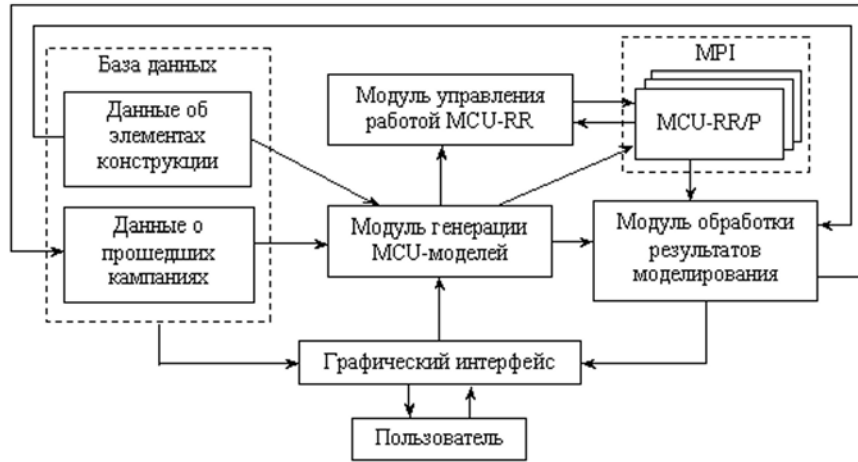 База данных
Данные об
элементах
конструкции
Данные о
прошедших
кампаниях
Модуль управления
работой MCU-RR
MPI
MCU-RR/P
Модуль генерации
MCU-моделей
Модуль обработки
результатов
моделирования
Графический интерфейс
Пользователь